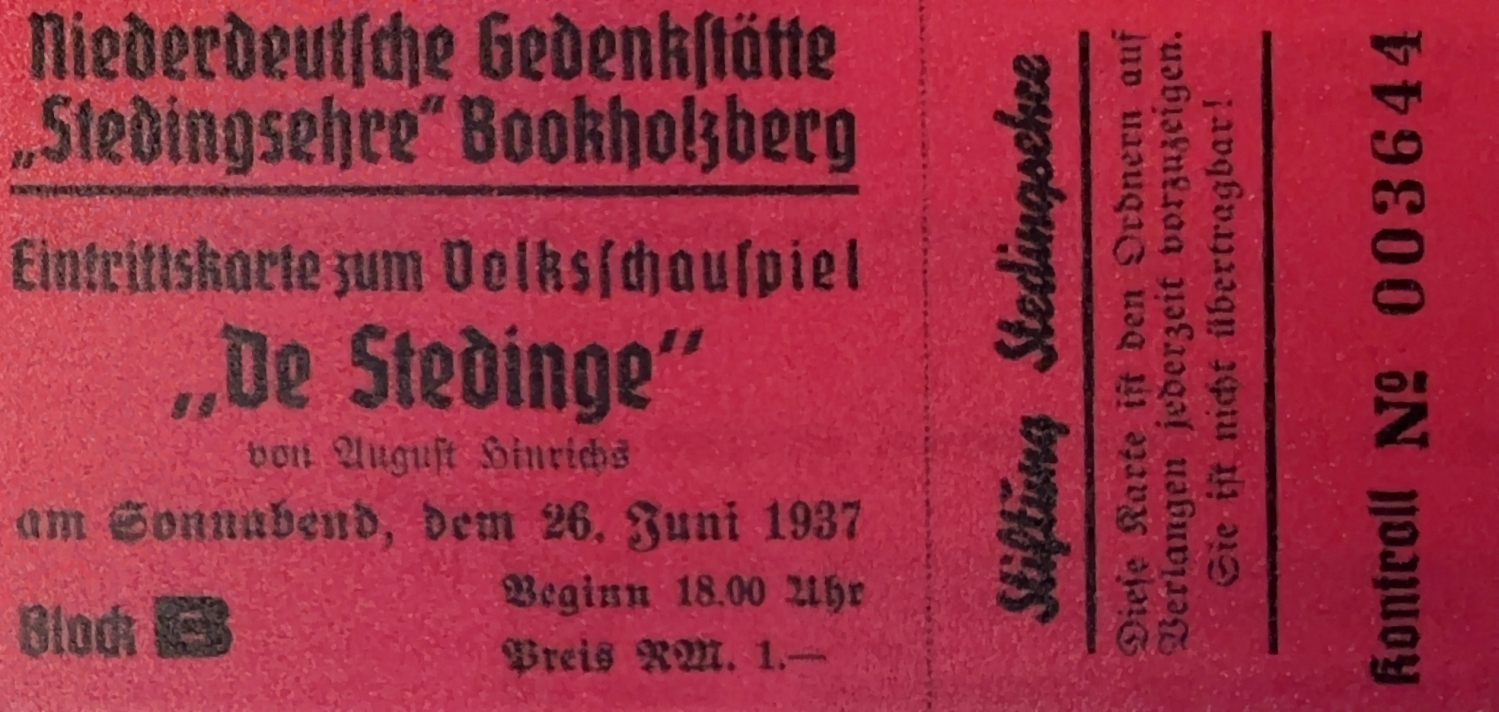 Niederdeutsche Gedenkstätte
„Stedingsehre“ Bookholzberg
Eintrittskarte zum Volksschauspiel
„De Stedinge“
von August Hinrichs
am Sonnabend, dem 26. Juni 1937
Block B
Beginn 18.00 Uhr
Preis RM. 1.—
Stiftung Stedingsehre
Diese Karte ist den Ordnern auf
Verlangen jederzeit vorzuzeigen.
Sie ist nicht übertragbar!
Kontroll Nº 003644